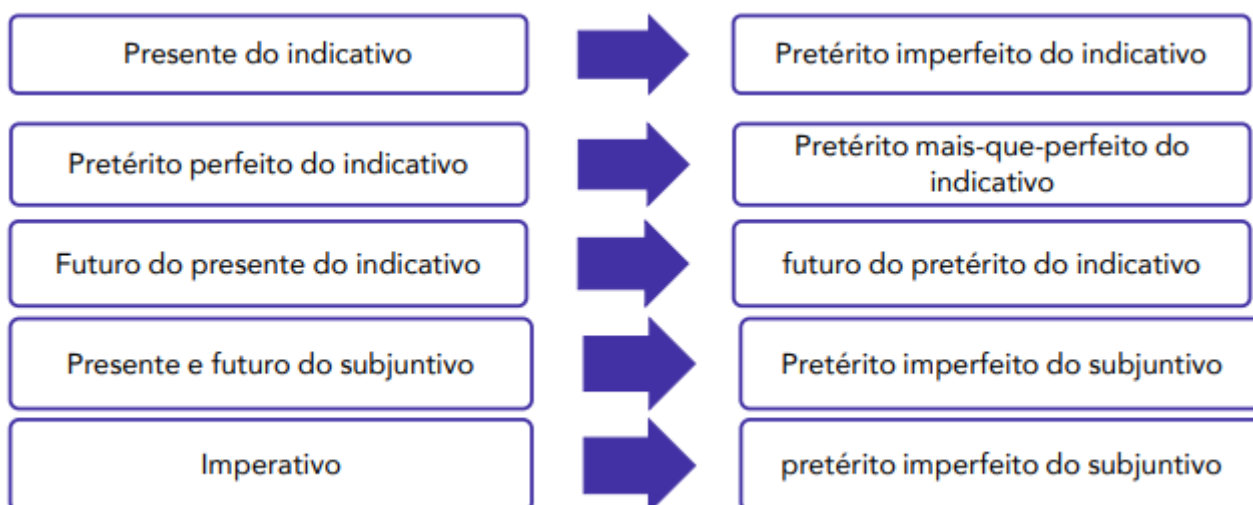 Presente do indicativo
Pretérito imperfeito do indicativo
Pretérito perfeito do indicativo
Pretérito mais-que-perfeito do
indicativo
Futuro do presente do indicativo
futuro do pretérito do indicativo
Presente e futuro do subjuntivo
Pretérito imperfeito do subjuntivo
Imperativo
pretérito imperfeito do subjuntivo